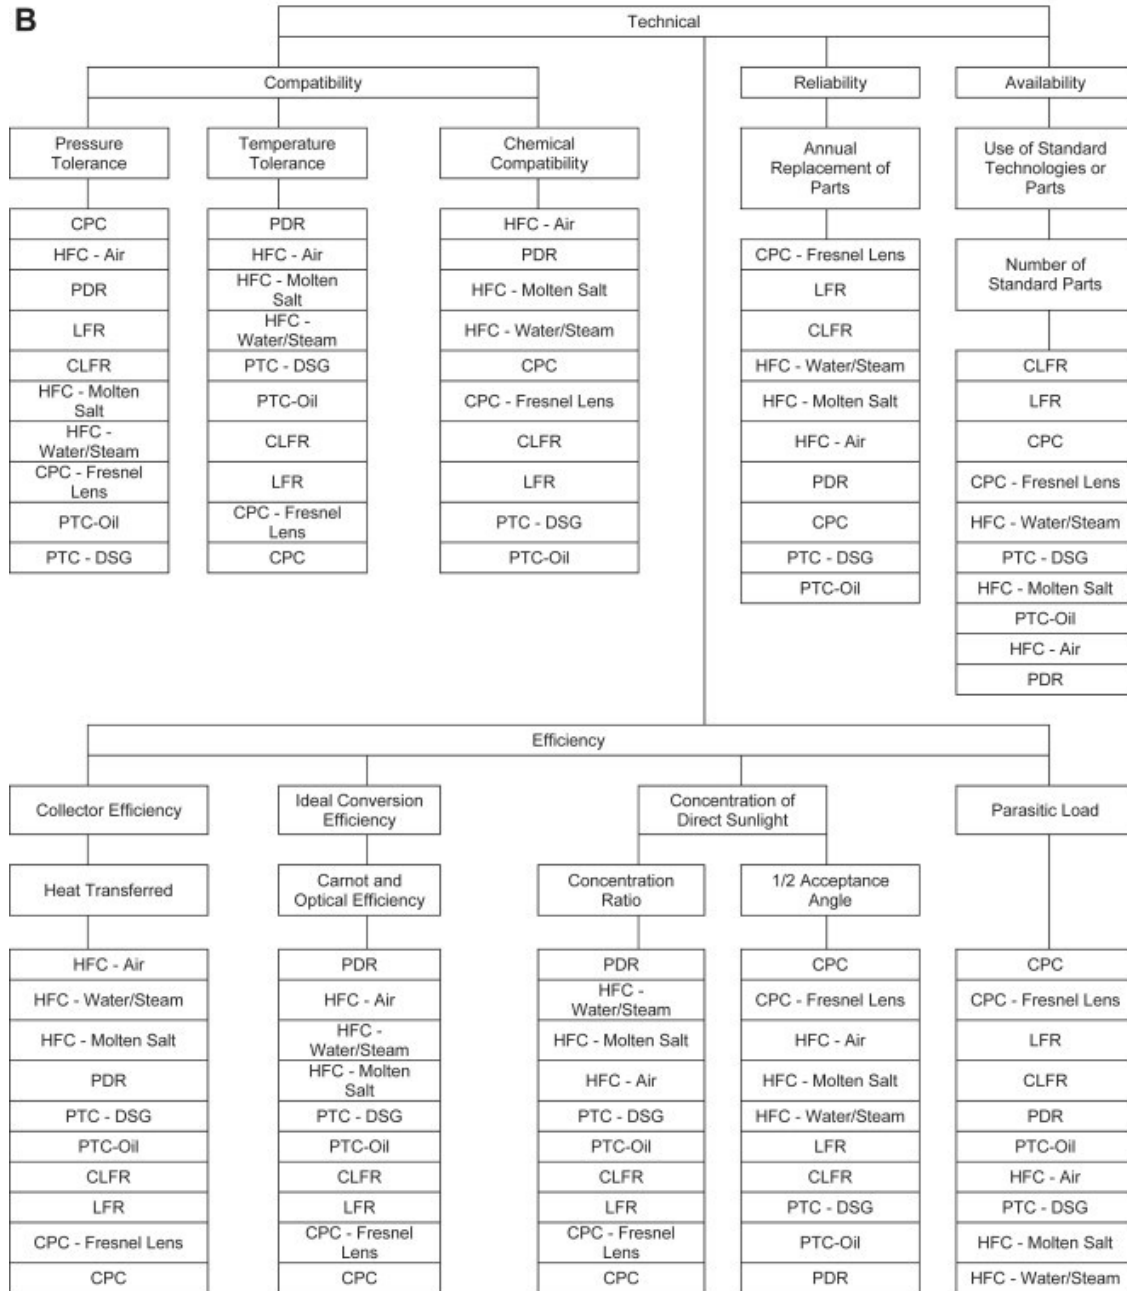 B
Technical
Compatibility
Reliability
Availability
Pressure
Tolerance
Temperature
Tolerance
Chemical
Compatibility
Annual
Replacement of
Parts
Use of Standard
Technologies or
Parts
CPC
HFC - Air
PDR
LFR
CLFR
HFC - Molten
Salt
HFC -
Water/Steam
CPC - Fresnel
Lens
PTC-Oil
PTC - DSG
PDR
HFC - Air
HFC - Molten
Salt
HFC -
Water/Steam
PTC - DSG
PTC-Oil
CLFR
LFR
CPC - Fresnel
Lens
CPC
HFC - Air
PDR
HFC - Molten Salt
HFC - Water/Steam
CPC
CPC - Fresnel Lens
CLFR
LFR
PTC - DSG
PTC-Oil
CPC - Fresnel Lens
LFR
CLFR
HFC - Water/Steam
HFC - Molten Salt
HFC - Air
PDR
CPC
PTC - DSG
PTC-Oil
Number of
Standard Parts
CLFR
LFR
CPC
CPC - Fresnel Lens
HFC - Water/Steam
PTC - DSG
HFC - Molten Salt
PTC-Oil
HFC - Air
PDR
Efficiency
Collector Efficiency
Ideal Conversion
Efficiency
Concentration of
Direct Sunlight
Parasitic Load
Heat Transferred
Carnot and
Optical Efficiency
Concentration
Ratio
1/2 Acceptance
Angle
HFC - Air
HFC - Water/Steam
HFC - Molten Salt
PDR
PTC - DSG
PTC-Oil
CLFR
LFR
CPC - Fresnel Lens
CPC
PDR
HFC - Air
HFC -
Water/Steam
HFC - Molten
Salt
PTC - DSG
PTC-Oil
CLFR
LFR
CPC - Fresnel
Lens
CPC
PDR
HFC -
Water/Steam
HFC - Molten Salt
HFC - Air
PTC - DSG
PTC-Oil
CLFR
LFR
CPC - Fresnel
Lens
CPC
CPC
CPC - Fresnel Lens
HFC - Air
HFC - Molten Salt
HFC - Water/Steam
LFR
CLFR
PTC - DSG
PTC-Oil
PDR
CPC
CPC - Fresnel Lens
LFR
CLFR
PDR
PTC-Oil
HFC - Air
PTC - DSG
HFC - Molten Salt
HFC - Water/Steam